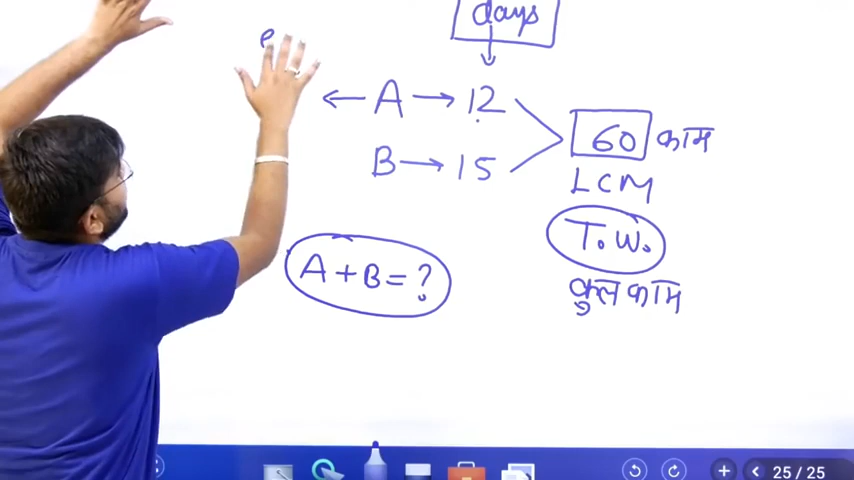 days
e
← A → 12
B → 15
60 काम
LCM
T.W.
कुल काम
A + B = ?
25 / 25